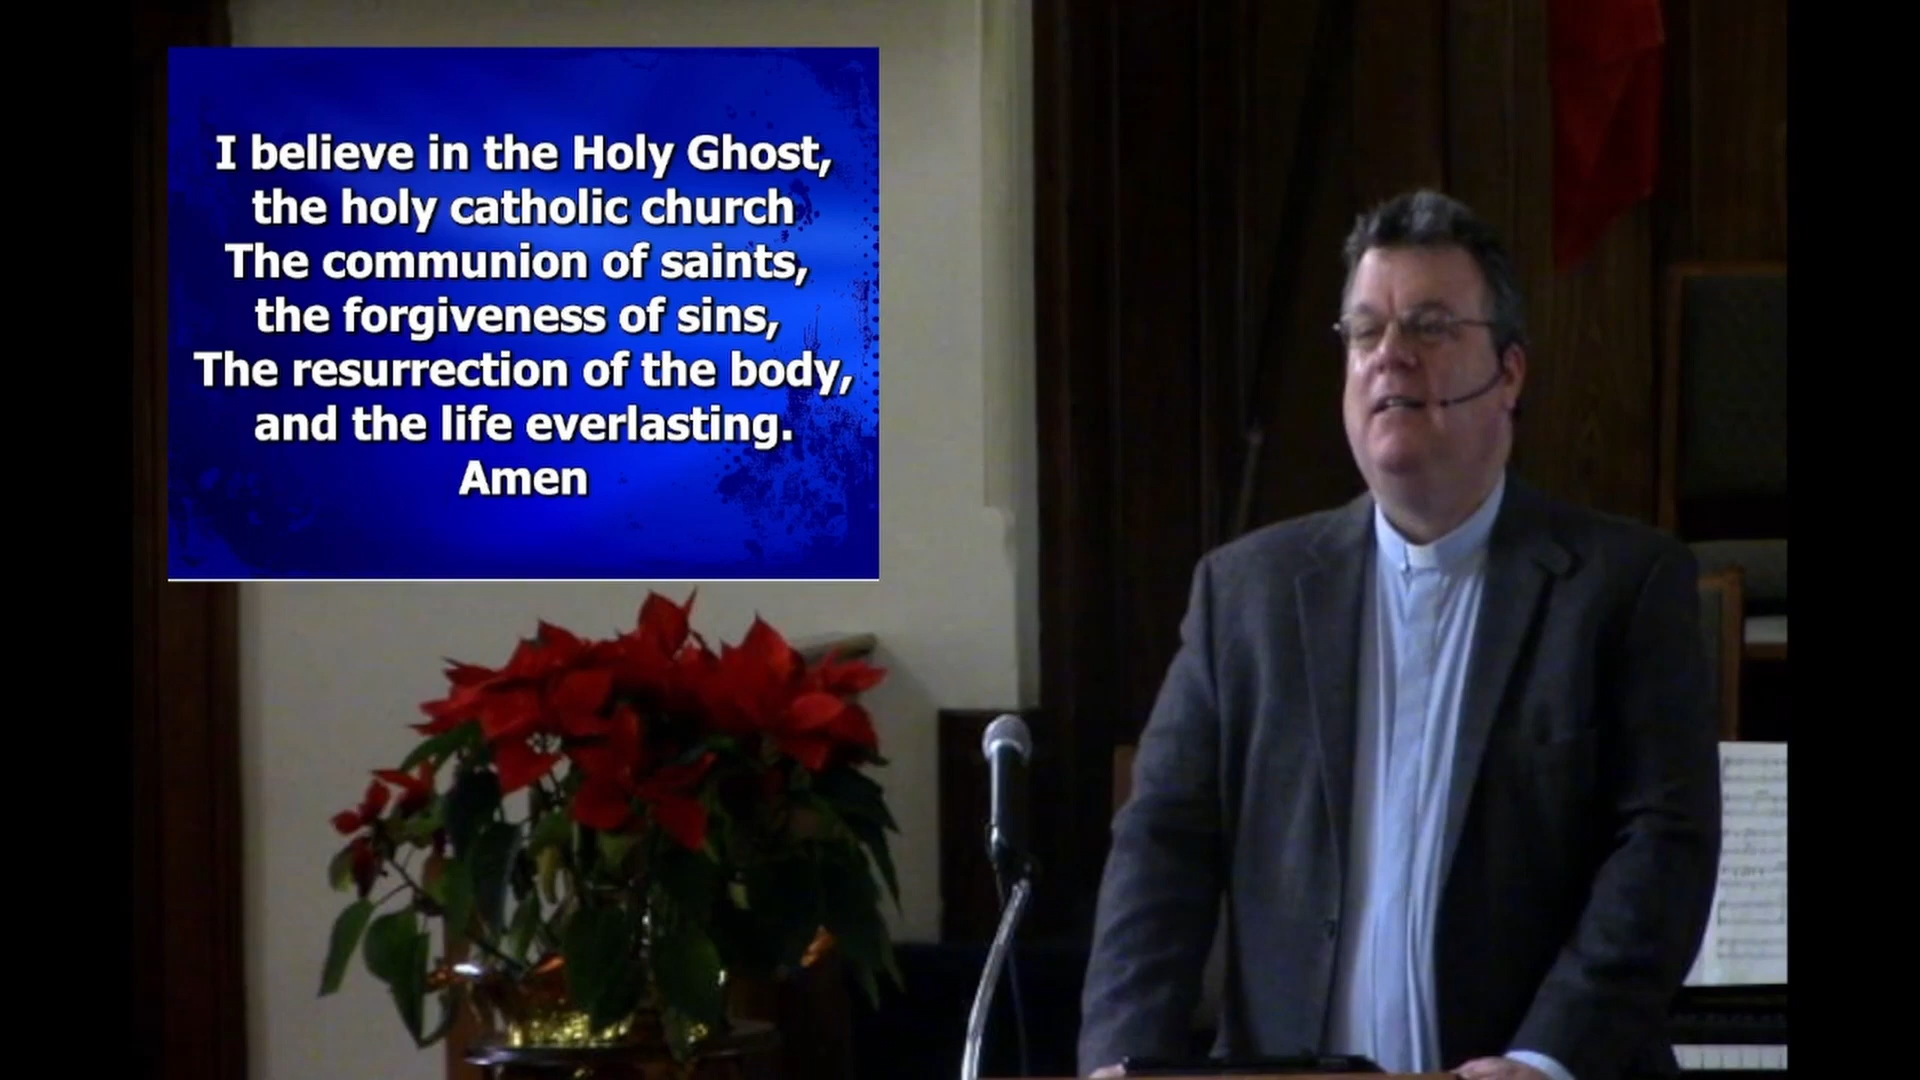 I believe in the Holy Ghost,
the holy catholic church
The communion of saints,
the forgiveness of sins,
The resurrection of the body,
and the life everlasting.
Amen